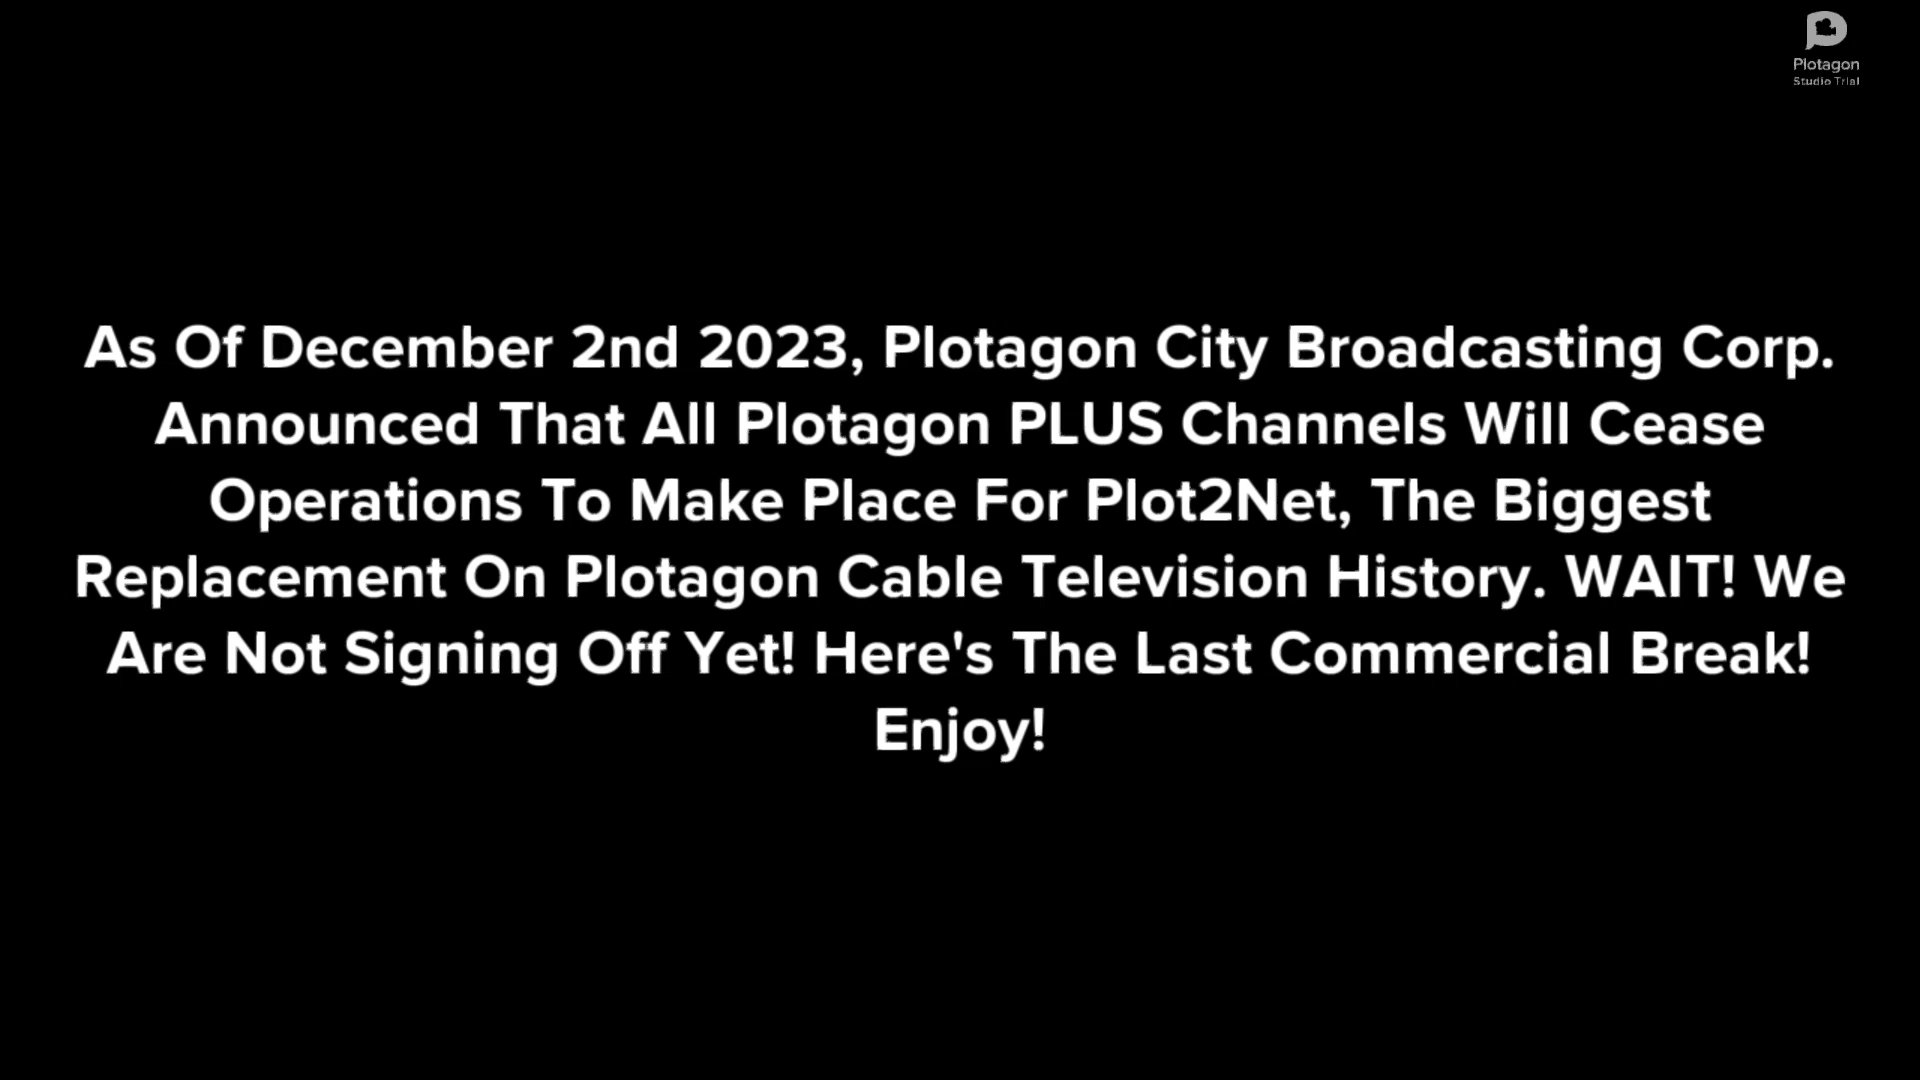 Plotagon
Studio Trial
As Of December 2nd 2023, Plotagon City Broadcasting Corp.
Announced That All Plotagon PLUS Channels Will Cease
Operations To Make Place For Plot2Net, The Biggest
Replacement On Plotagon Cable Television History. WAIT! We
Are Not Signing Off Yet! Here's The Last Commercial Break!
Enjoy!